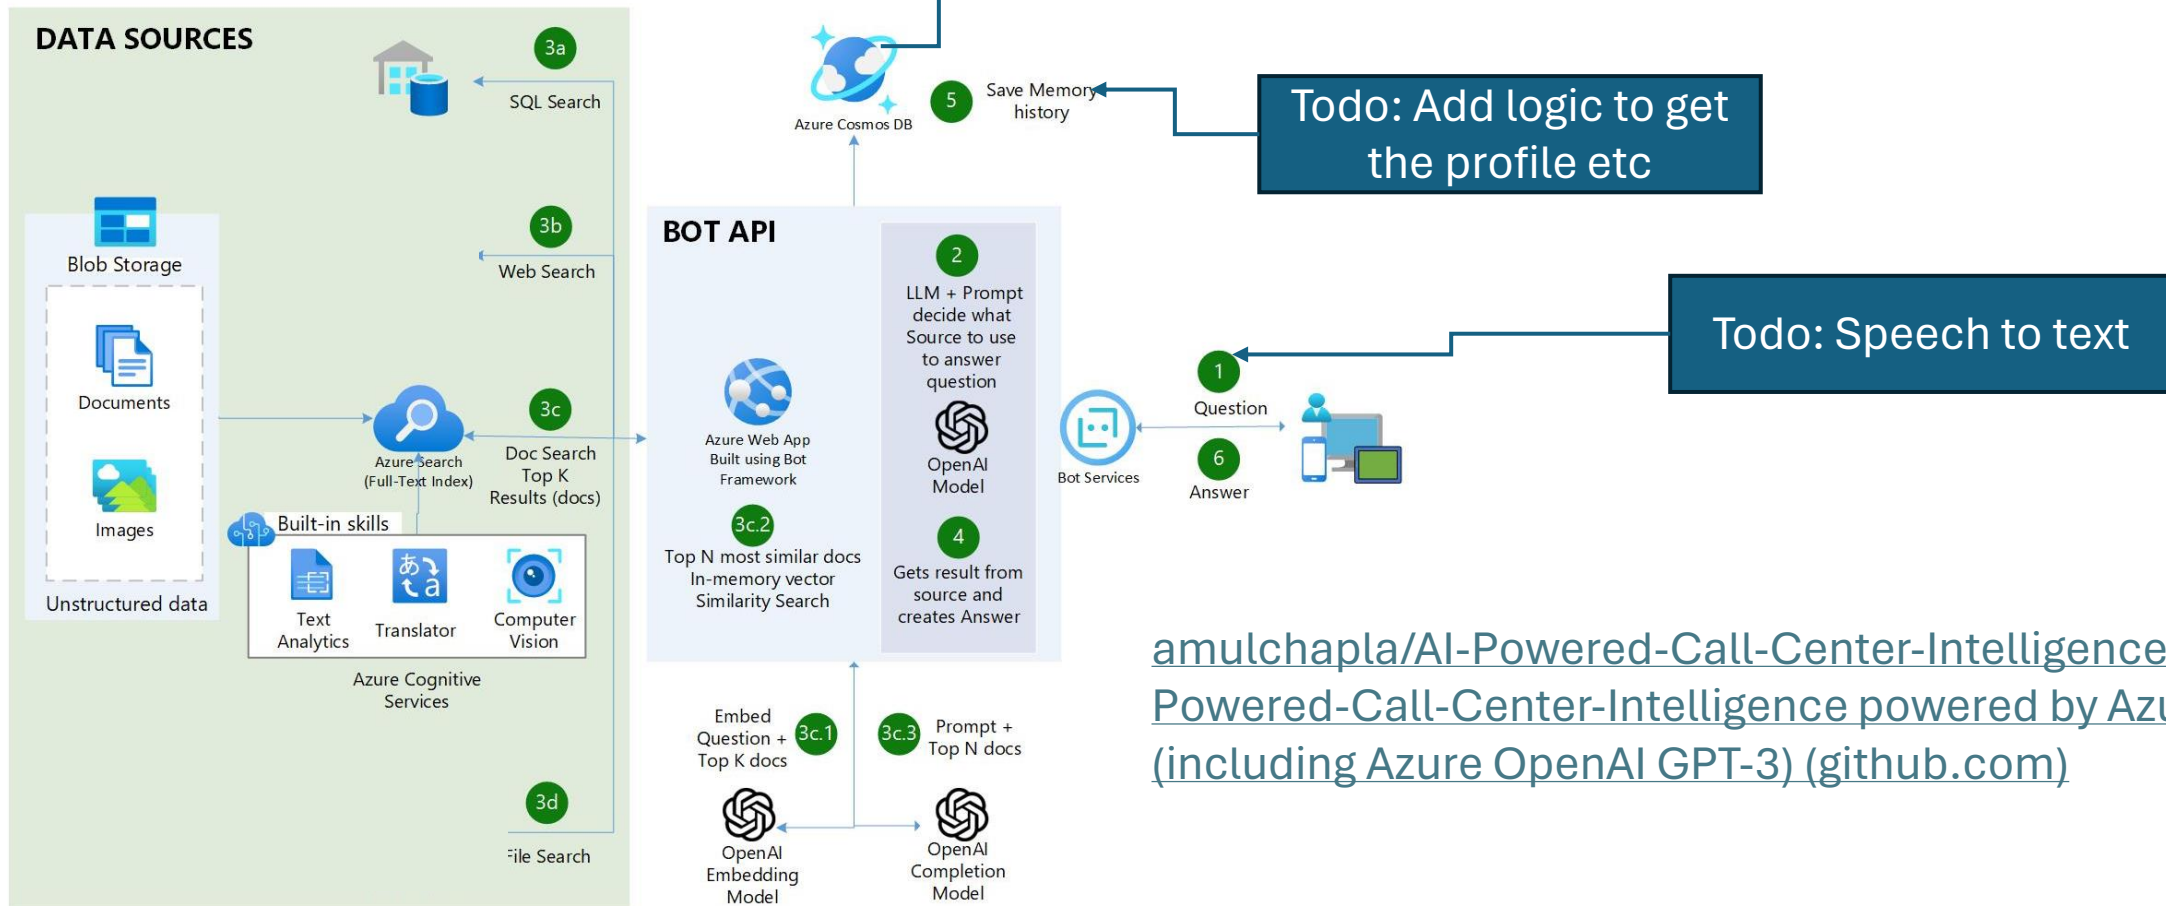 DATA SOURCES
3a
SQL Search
3b
Web Search
Blob Storage
Documents
Images
Unstructured data
Azure Search
(Full-Text Index)
3c
Doc Search
Top K
Results (docs)
Built-in skills
Text
Analytics
Translator
Computer
Vision
Azure Cognitive
Services
3d
File Search
Azure Cosmos DB
5
Save Memory
history
Todo: Add logic to get
the profile etc
BOT API
2
LLM + Prompt
decide what
Source to use
to answer
question
OpenAI
Model
Azure Web App
Built using Bot
Framework
3c.2
Top N most similar docs
In-memory vector
Similarity Search
4
Gets result from
source and
creates Answer
Bot Services
1
Question
6
Answer
Todo: Speech to text
Embed
Question +
Top K docs
3c.1
3c.3
Prompt +
Top N docs
OpenAI
Embedding
Model
OpenAI
Completion
Model
amulchapla/AI-Powered-Call-Center-Intelligence
Powered-Call-Center-Intelligence powered by Azu
(including Azure OpenAI GPT-3) (github.com)